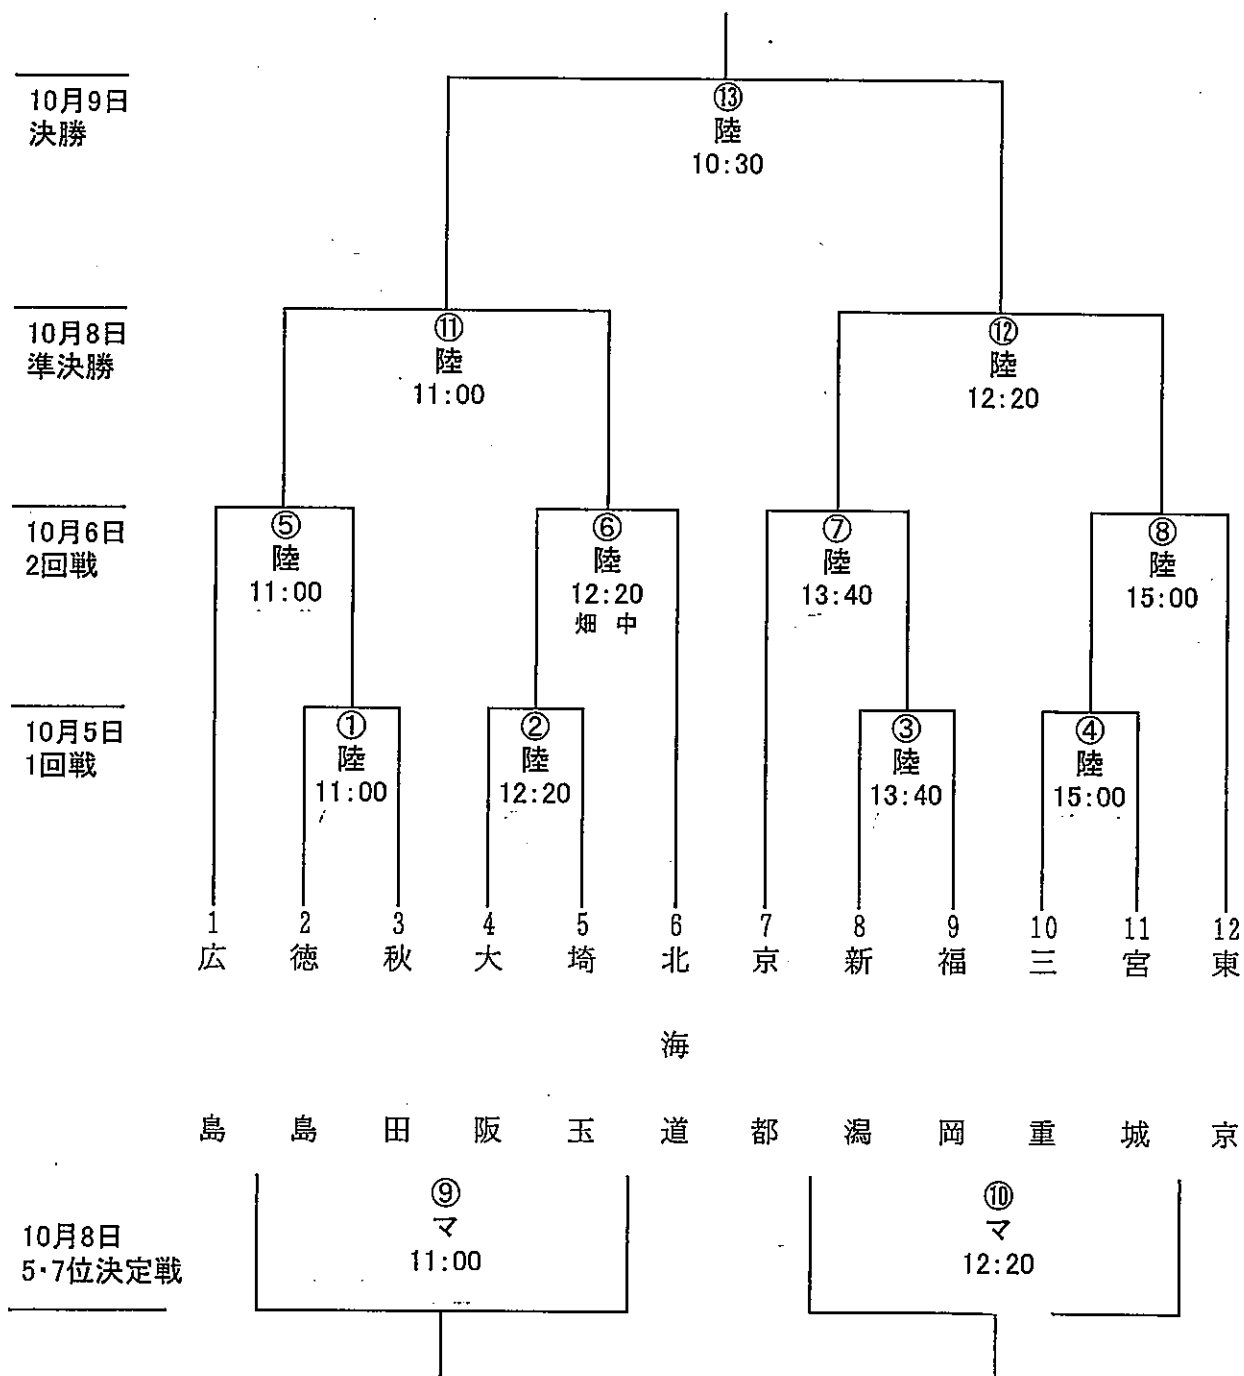 10月9日
決勝
⑬
陸
10:30
10月8日
準決勝
⑪
陸
11:00
⑫
陸
12:20
10月6日
2回戦
⑤
陸
11:00
⑥
陸
12:20
畑 中
⑦
陸
13:40
⑧
陸
15:00
10月5日
1回戦
①
陸
11:00
②
陸
12:20
③
陸
13:40
④
陸
15:00
1 2 3 4 5 6 7 8 9 10 11 12
広島
徳島
秋田
大阪
埼玉
北海道
京都
新潟
福岡
三重
宮城
東京
10月8日
5・7位決定戦
⑨
マ
11:00
⑩
マ
12:20